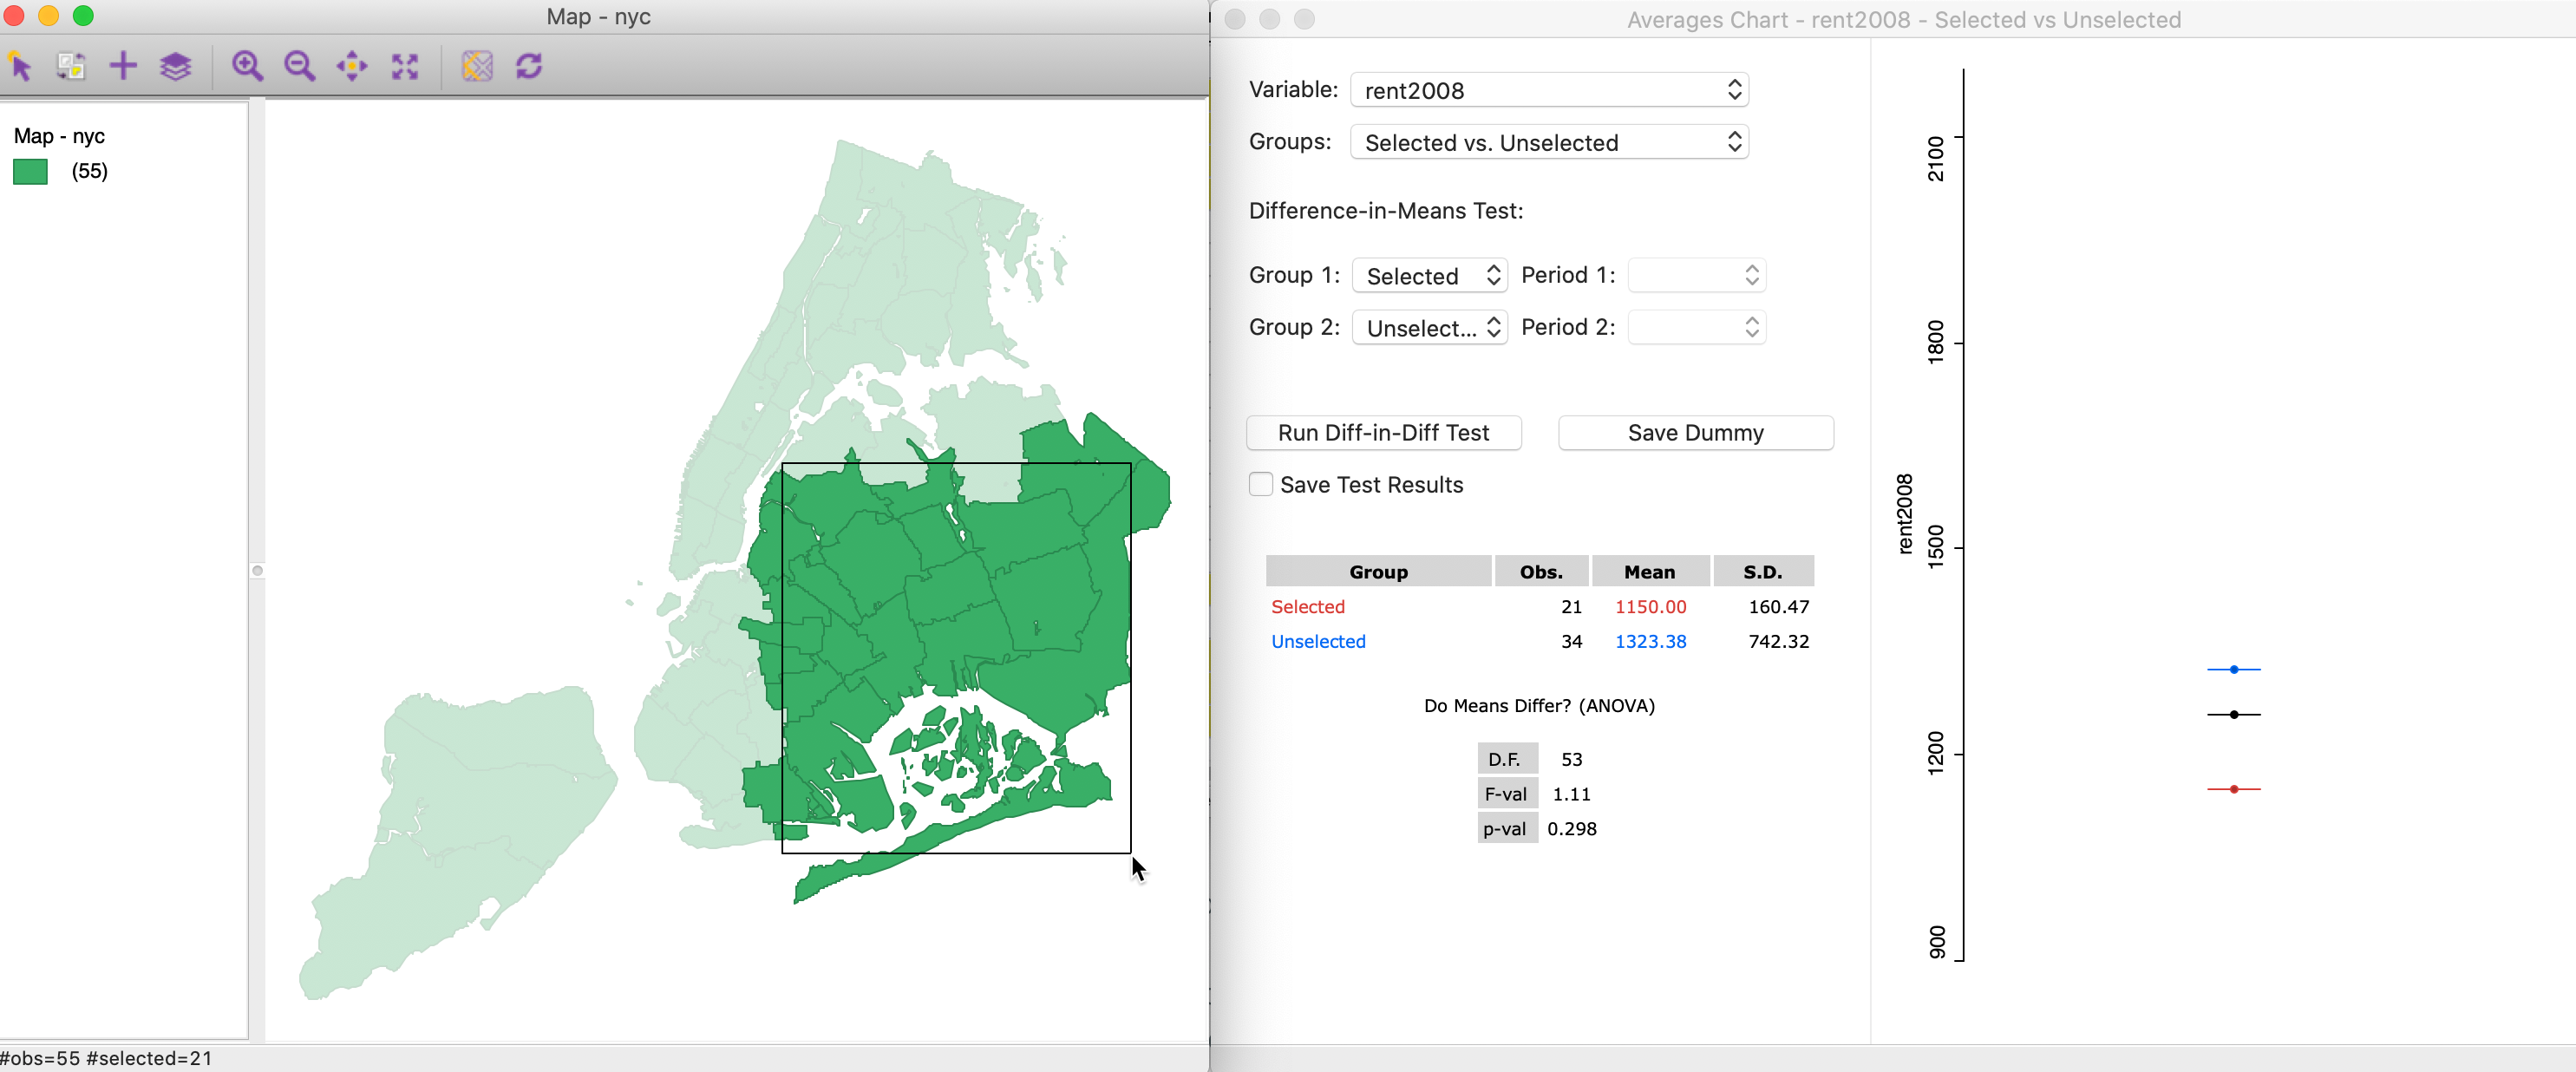 Map - nyc
Map - nyc
(55)
#obs=55 #selected=21
Averages Chart - rent2008 - Selected vs Unselected
Variable: rent2008
Groups: Selected vs. Unselected
Difference-in-Means Test:
Group 1: Selected Period 1:
Group 2: Unselect... Period 2:
Run Diff-in-Diff Test Save Dummy
Save Test Results
Group Obs. Mean S.D.
Selected 21 1150.00 160.47
Unselected 34 1323.38 742.32
Do Means Differ? (ANOVA)
D.F. 53
F-val 1.11
p-val 0.298
rent2008
2100
1800
1500
1200
900